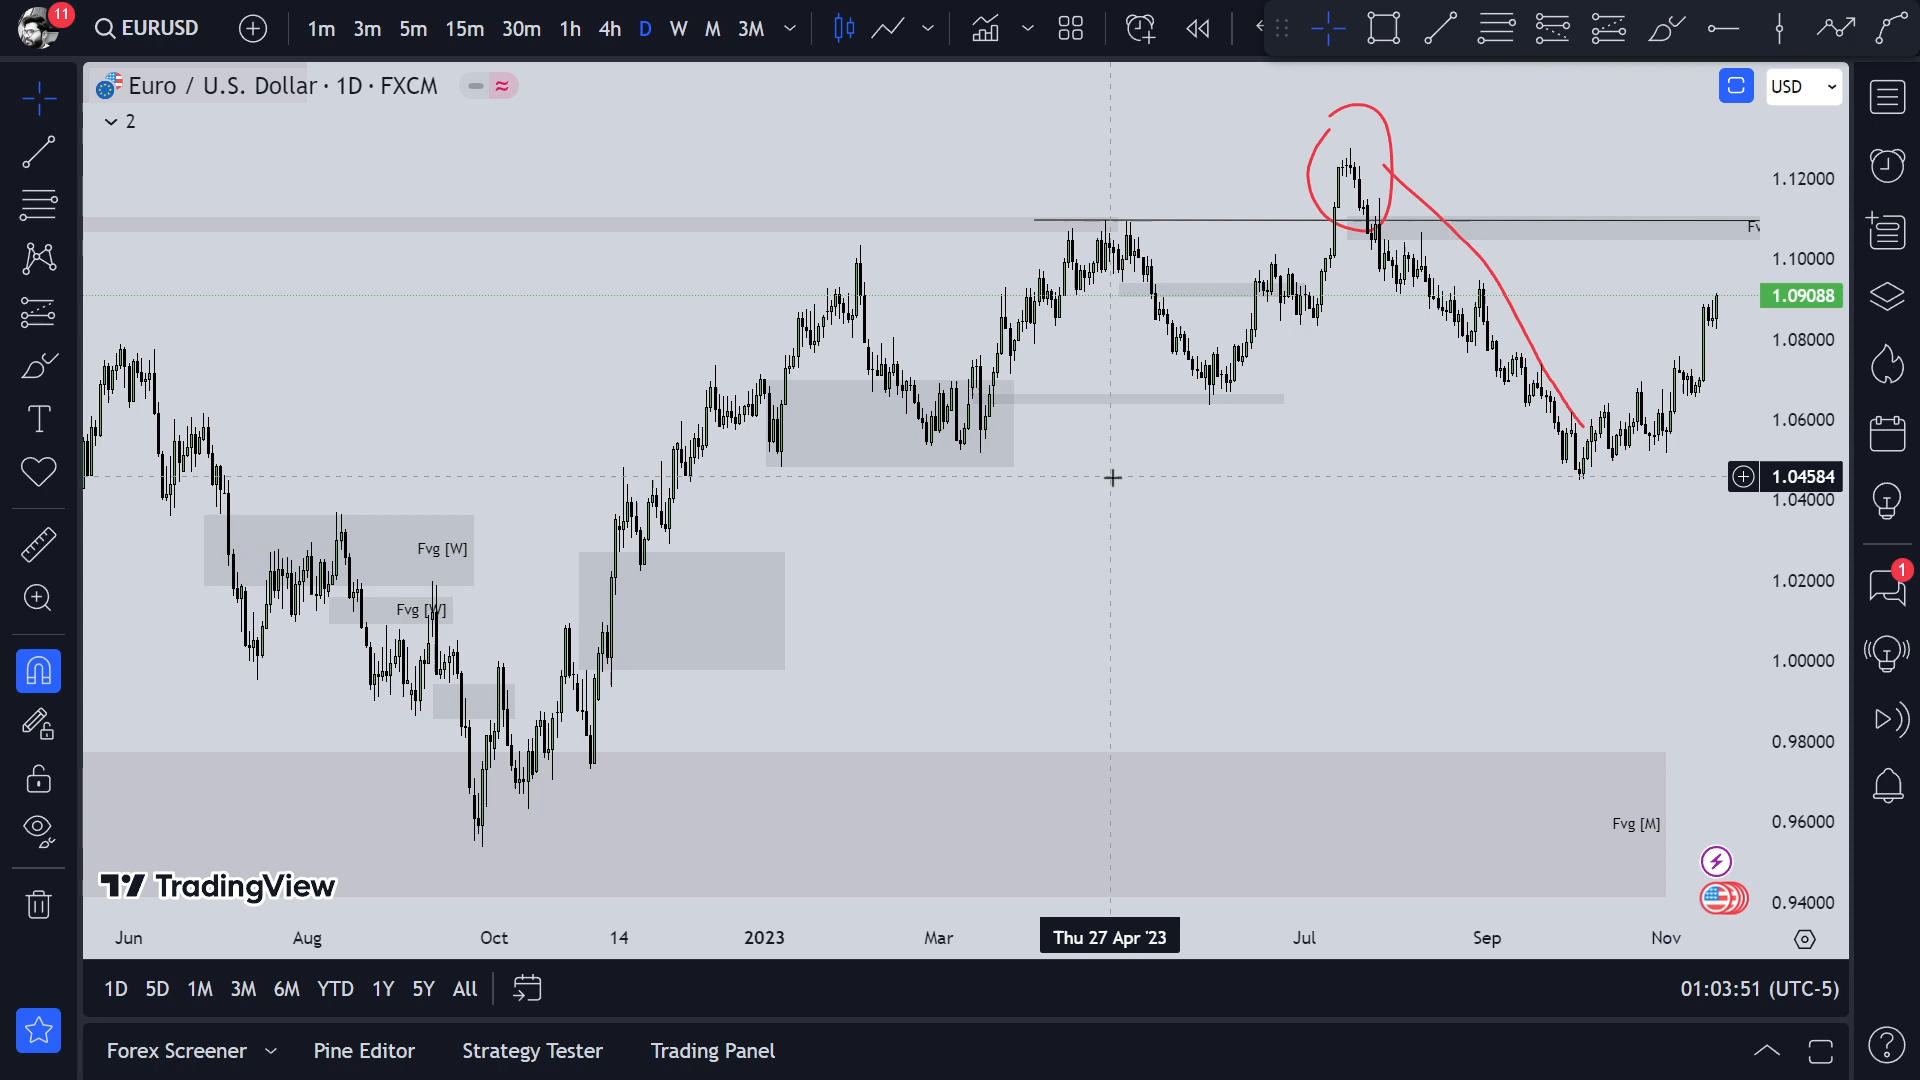 11
EURUSD
1m 3m 5m 15m 30m 1h 4h D W M 3M
Euro / U.S. Dollar · 1D · FXCM
USD
2
1.12000
1.10000
1.09088
1.08000
1.06000
1.04584
1.04000
1.02000
1.00000
0.98000
0.96000
0.94000
Fvg [W]
Fvg [W]
Fvg [M]
TradingView
Jun Aug Oct 14 2023 Mar Thu 27 Apr '23 Jul Sep Nov
1D 5D 1M 3M 6M YTD 1Y 5Y All
01:03:51 (UTC-5)
Forex Screener Pine Editor Strategy Tester Trading Panel
1